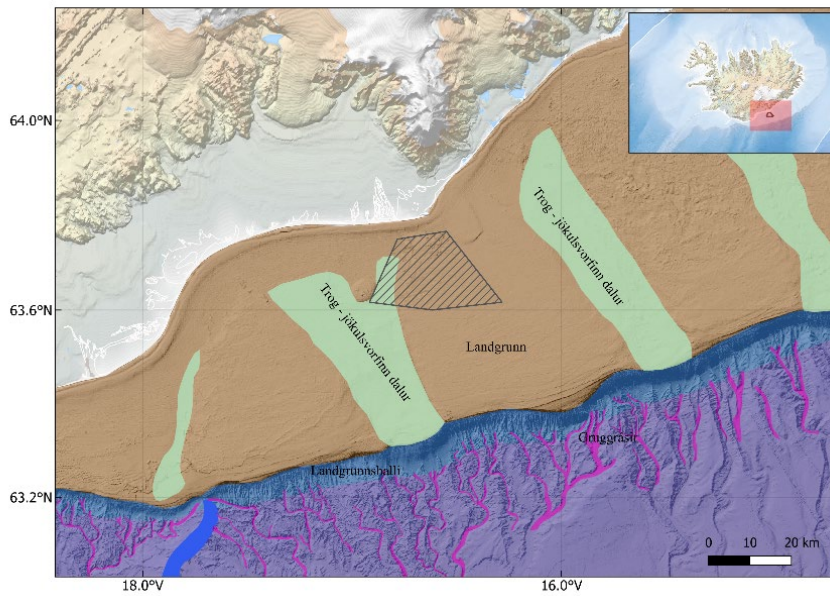 64.0°N
63.6°N
63.2°N
18.0°V
16.0°V
Trog - jökulsvorfinn dalur
Trog - jökulsvorfinn dalur
Landgrunn
Gruggrásir
Landgrunnshalli
0 10 20 km